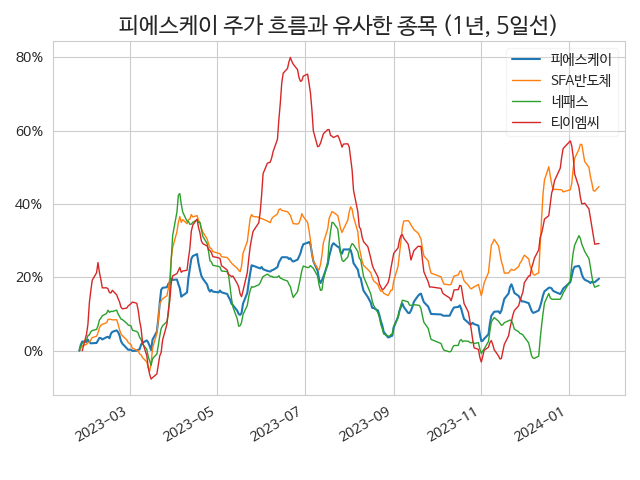 피에스케이 주가 흐름과 유사한 종목 (1년, 5일선)
피에스케이
SFA반도체
네패스
티이엠씨
80%
60%
40%
20%
0%
2023-03
2023-05
2023-07
2023-09
2023-11
2024-01